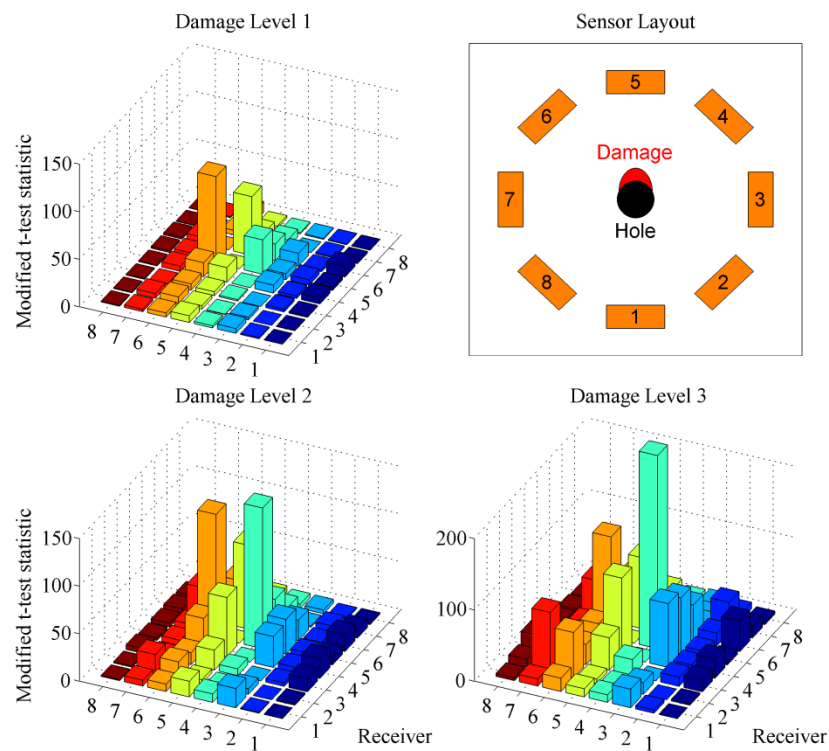 Damage Level 1
Modified t-test statistic
150
100
50
0
8 7 6 5 4 3 2 1
1 2 3 4 5 6 7 8
Sensor Layout
5
6
4
Damage
7
3
Hole
8
2
1
Damage Level 2
Modified t-test statistic
150
100
50
0
8 7 6 5 4 3 2 1
1 2 3 4 5 6 7 8
Receiver
Damage Level 3
200
100
0
8 7 6 5 4 3 2 1
1 2 3 4 5 6 7 8
Receiver